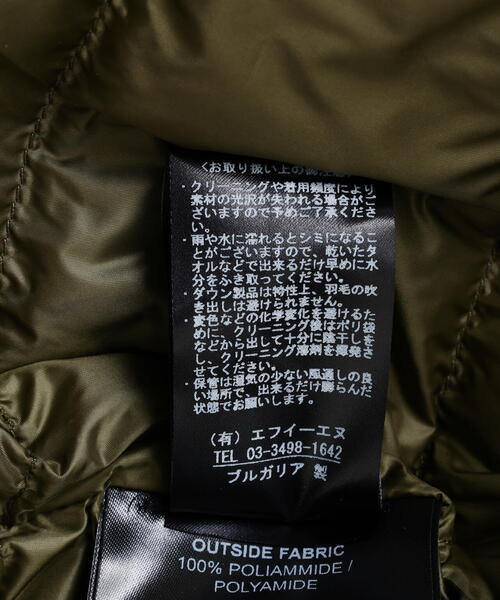 <お取り扱い上の御注意>
・クリーニングや着用頻度により
素材の光沢が失われる場合がご
ざいますので予めご了承くださ
い。
・雨や水に濡れるとシミになるこ
とがございますので、乾いたタ
オルなどで出来るだけ早めに水
分をふき取ってください。
・ダウン製品は特性上、羽毛の吹
き出しは避けられません。
・変色などの化学変化を避けるた
めに、クリーニング後はポリ袋
などから出して十分に陰干しを
し、クリーニング溶剤を揮発さ
せてください。
・保管は湿気の少ない風通しの良
い場所で、出来るだけ膨らんだ
状態でお願いします。
(有) エフイーエヌ
TEL 03-3498-1642
ブルガリア 製
OUTSIDE FABRIC
100% POLIAMMIDE /
POLYAMIDE